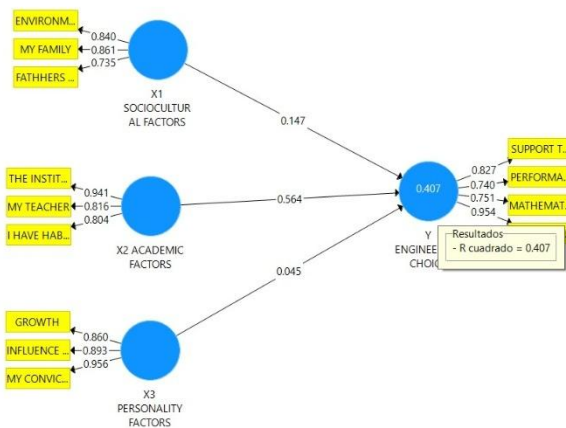 ENVIRONM...
MY FAMILY
FATHHERS ...
0.840
0.861
0.735
X1
SOCIOCULTUR
AL FACTORS
0.147
THE INSTIT...
MY TEACHER
I HAVE HAB...
0.941
0.816
0.804
X2 ACADEMIC
FACTORS
0.564
GROWTH
INFLUENCE ...
MY CONVIC...
0.860
0.893
0.956
X3
PERSONALITY
FACTORS
0.045
0.407
Y
CHOIC
0.827
0.740
0.751
0.954
SUPPORT T...
PERFORMA...
MATHEMAT...
Resultados
- R cuadrado = 0.407